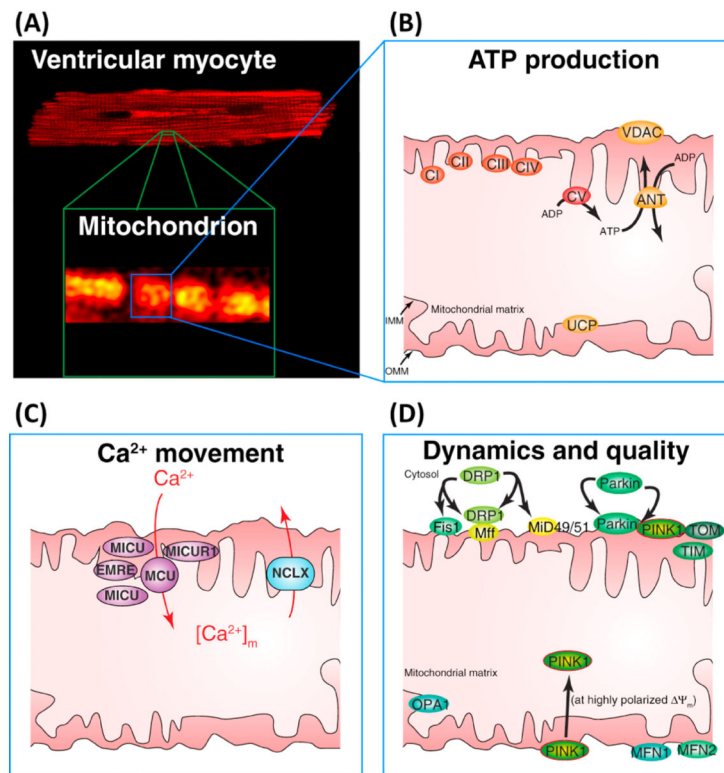 (A)
Ventricular myocyte
Mitochondrion
(B)
ATP production
VDAC
CI
CII
CIII
CIV
CV
ADP
ATP
ANT
ADP
IMM
Mitochondrial matrix
UCP
OMM
(C)
Ca²⁺ movement
Ca²⁺
MICU
MICUR1
EMRE
MCU
MICU
NCLX
[Ca²⁺]m
(D)
Dynamics and quality
Cytosol
DRP1
Parkin
DRP1
Fis1
Mff
MiD49/51
Parkin
PINK1
TOM
TIM
PINK1
Mitochondrial matrix
(at highly polarized ΔΨm)
OPA1
PINK1
MFN1
MFN2